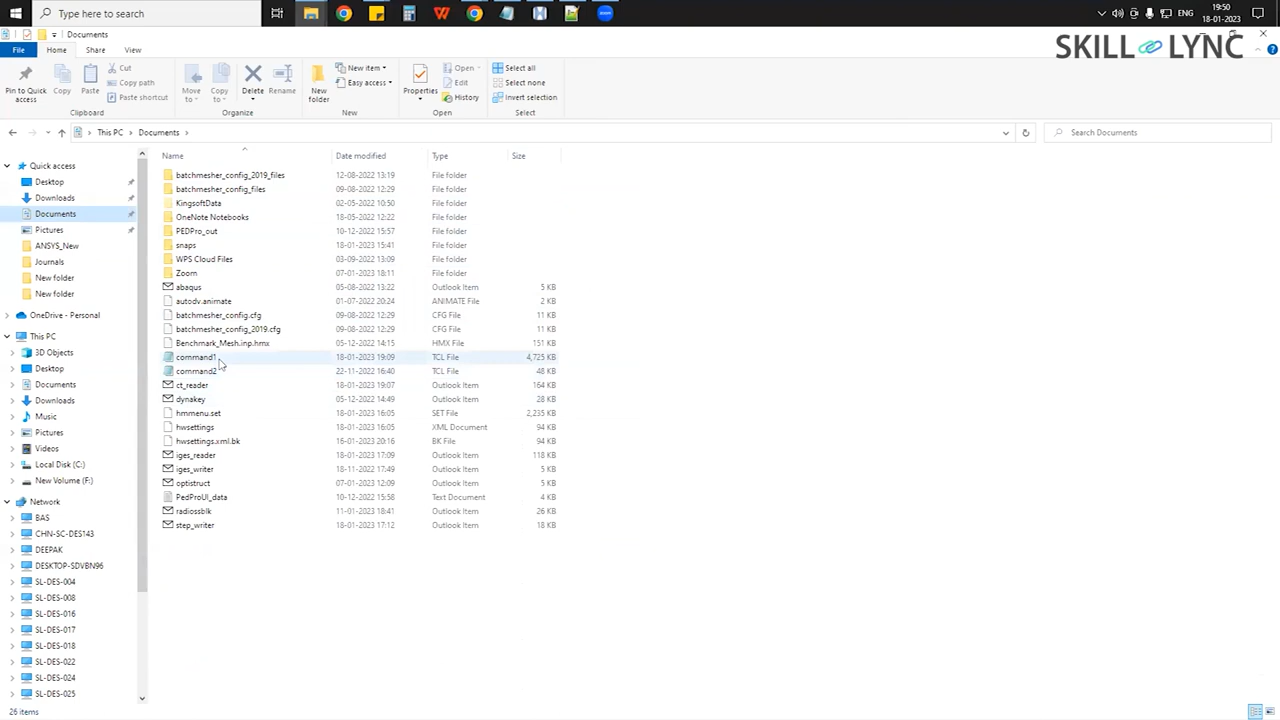 Type here to search
ENG
19:50
18-01-2023
Documents
SKILL LYNC
File
Home
Share
View
Pin to Quick access
Copy
Paste
Cut
Copy path
Paste shortcut
Clipboard
Move to
Copy to
Delete
Rename
Organize
New folder
New item
Easy access
New
Properties
Open
Edit
History
Open
Select all
Select none
Invert selection
Select
This PC > Documents >
Search Documents
Name Date modified Type Size
Quick access
Desktop
Downloads
Documents
Pictures
ANSYS_New
Journals
New folder
New folder
OneDrive - Personal
This PC
3D Objects
Desktop
Documents
Downloads
Music
Pictures
Videos
Local Disk (C:)
New Volume (F:)
Network
BAS
CHN-SC-DES143
DEEPAK
DESKTOP-SDVBN96
SL-DES-004
SL-DES-008
SL-DES-016
SL-DES-017
SL-DES-018
SL-DES-022
SL-DES-024
SL-DES-025
batchmesher_config_2019_files 12-08-2022 13:19 File folder
batchmesher_config_files 09-08-2022 12:29 File folder
KingsoftData 02-05-2022 10:50 File folder
OneNote Notebooks 18-05-2022 12:22 File folder
PEDPro_out 10-12-2022 15:57 File folder
snaps 18-01-2023 15:41 File folder
WPS Cloud Files 03-09-2022 13:09 File folder
Zoom 07-01-2023 18:11 File folder
abaqus 05-08-2022 13:22 Outlook Item 5 KB
autodv.animate 01-07-2022 20:24 ANIMATE File 2 KB
batchmesher_config.cfg 09-08-2022 12:29 CFG File 11 KB
batchmesher_config_2019.cfg 09-08-2022 12:29 CFG File 11 KB
Benchmark_Mesh.inp.hmx 05-12-2022 14:15 HMX File 151 KB
command1 18-01-2023 19:09 TCL File 4,725 KB
command2 22-11-2022 16:40 TCL File 48 KB
ct_reader 18-01-2023 19:07 Outlook Item 164 KB
dynakey 05-12-2022 14:49 Outlook Item 28 KB
hmmenu.set 18-01-2023 16:05 SET File 2,235 KB
hwsettings 18-01-2023 16:05 XML Document 94 KB
hwsettings.xml.bk 16-01-2023 20:16 BK File 94 KB
iges_reader 18-01-2023 17:09 Outlook Item 118 KB
iges_writer 18-11-2022 17:49 Outlook Item 5 KB
optistruct 07-01-2023 12:09 Outlook Item 5 KB
PedProUI_data 10-12-2022 15:58 Text Document 4 KB
radiossblk 11-01-2023 18:41 Outlook Item 26 KB
step_writer 18-01-2023 17:12 Outlook Item 18 KB
26 items